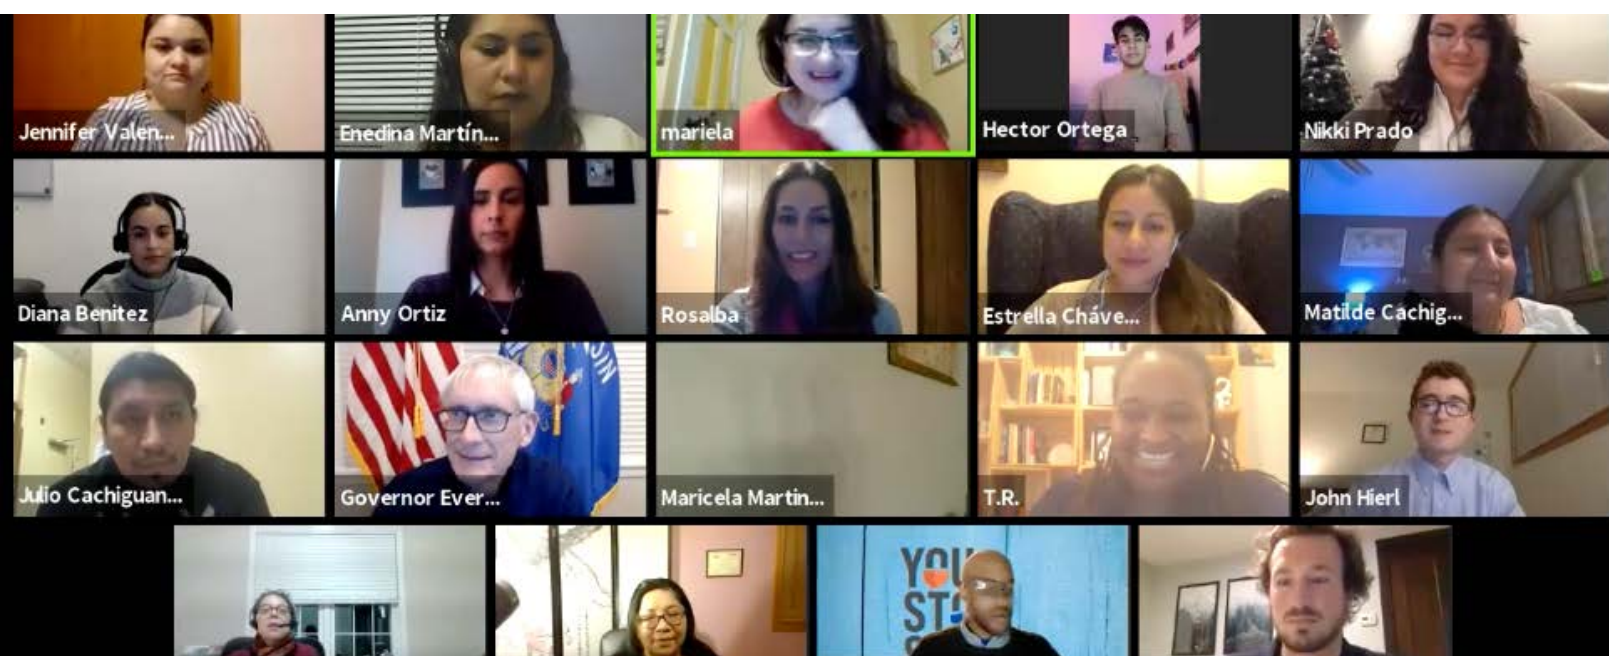 Jennifer Valen...
Enedina Martín...
mariela
Hector Ortega
Nikki Prado
Diana Benitez
Anny Ortiz
Rosalba
Estrella Cháve...
Matilde Cachig...
Julio Cachiguan...
Governor Ever...
Maricela Martin...
T.R.
John Hierl
YOU